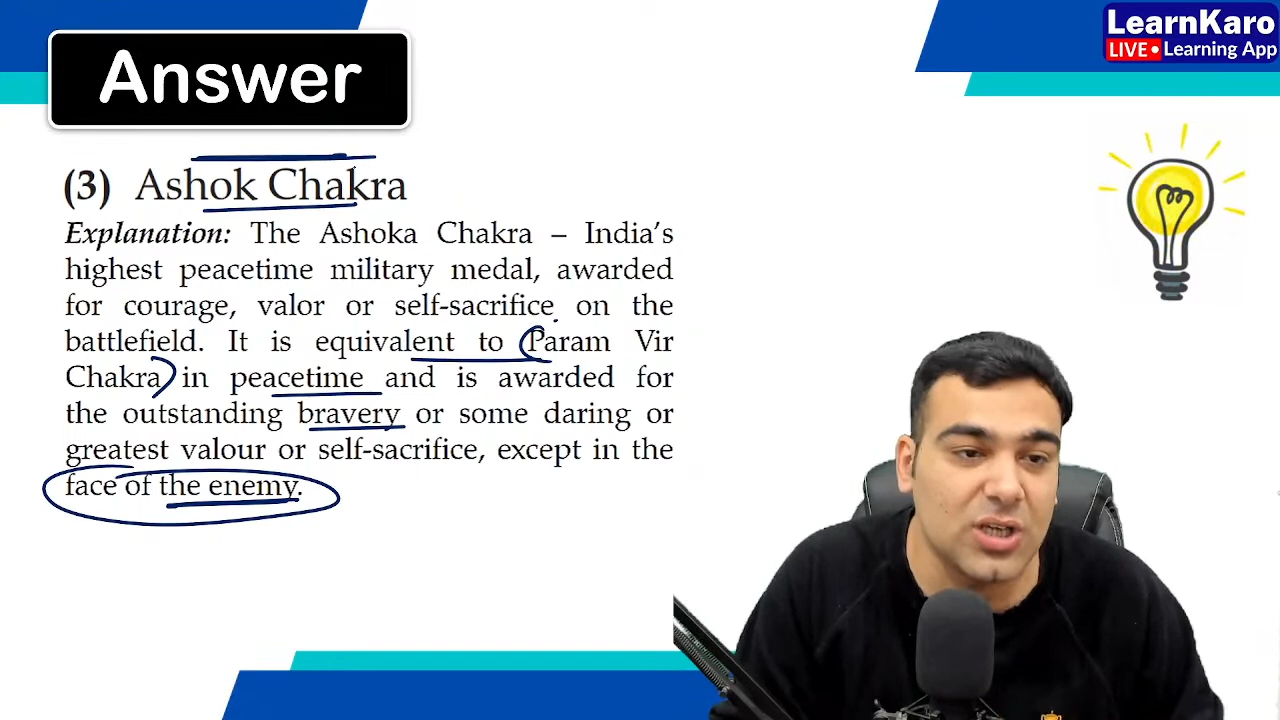 LearnKaro
LIVE• Learning App
Answer
(3) Ashok Chakra
Explanation: The Ashoka Chakra – India's
highest peacetime military medal, awarded
for courage, valor or self-sacrifice on the
battlefield. It is equivalent to Param Vir
Chakra in peacetime and is awarded for
the outstanding bravery or some daring or
greatest valour or self-sacrifice, except in the
face of the enemy.